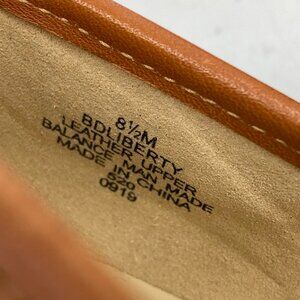 8½M
BDLIBERTY
LEATHER UPPER
BALANCE MAN MADE
MADE IN CHINA
520
0919